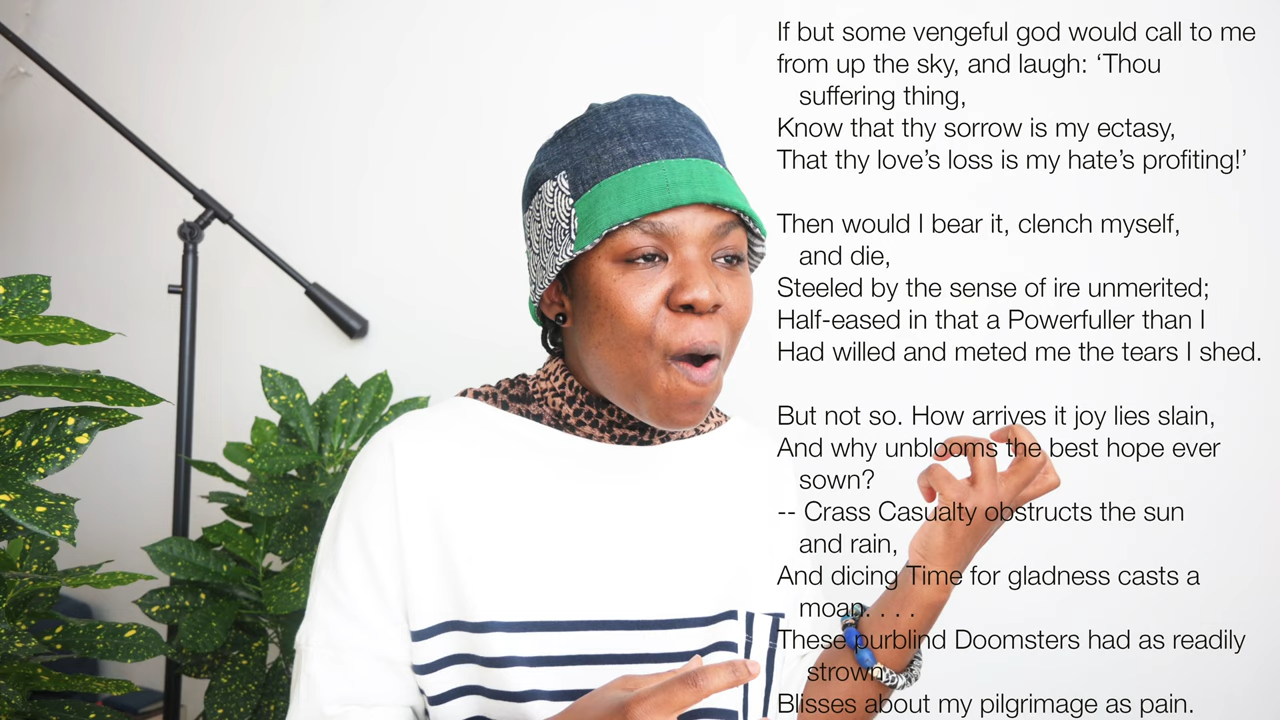 If but some vengeful god would call to me
from up the sky, and laugh: ‘Thou
suffering thing,
Know that thy sorrow is my ectasy,
That thy love’s loss is my hate’s profiting!’
Then would I bear it, clench myself,
and die,
Steeled by the sense of ire unmerited;
Half-eased in that a Powerfuller than I
Had willed and meted me the tears I shed.
But not so. How arrives it joy lies slain,
And why unblooms the best hope ever
sown?
-- Crass Casualty obstructs the sun
and rain,
And dicing Time for gladness casts a
moan. . . .
These purblind Doomsters had as readily
strown
Blisses about my pilgrimage as pain.